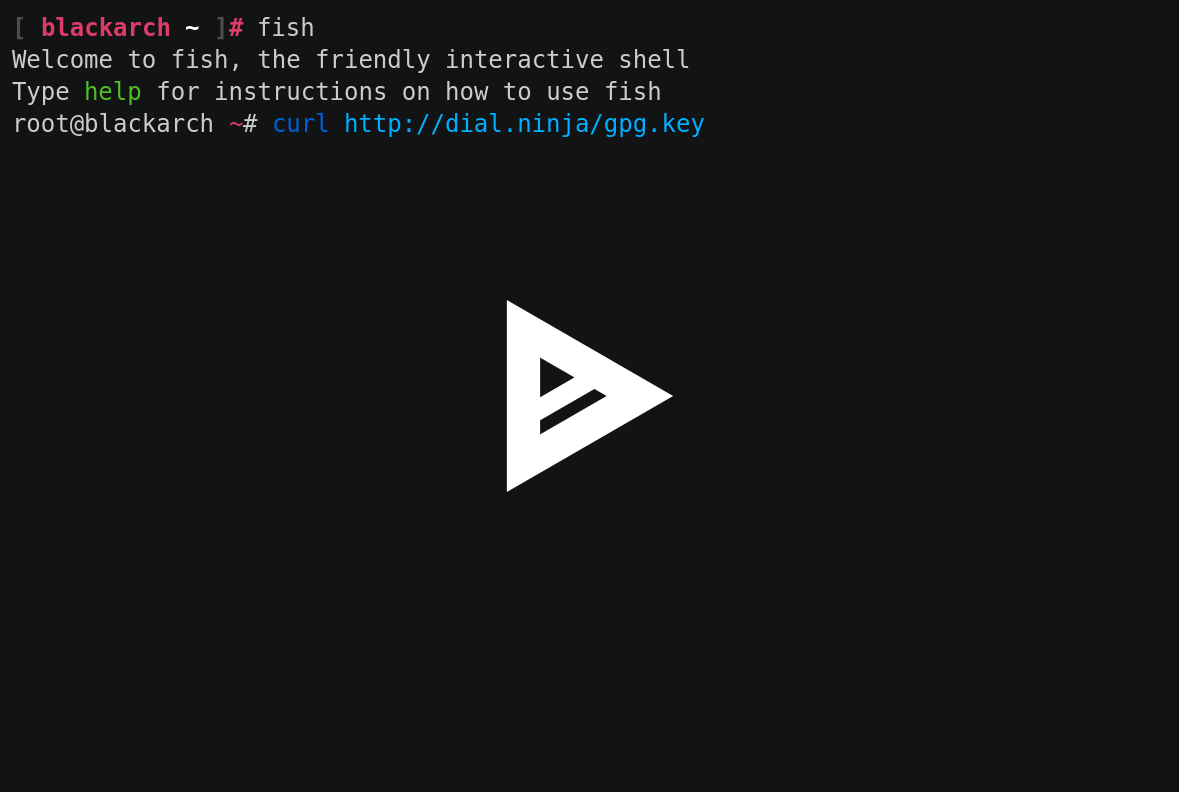 [ blackarch ~ ]# fish
Welcome to fish, the friendly interactive shell
Type help for instructions on how to use fish
root@blackarch ~# curl http://dial.ninja/gpg.key